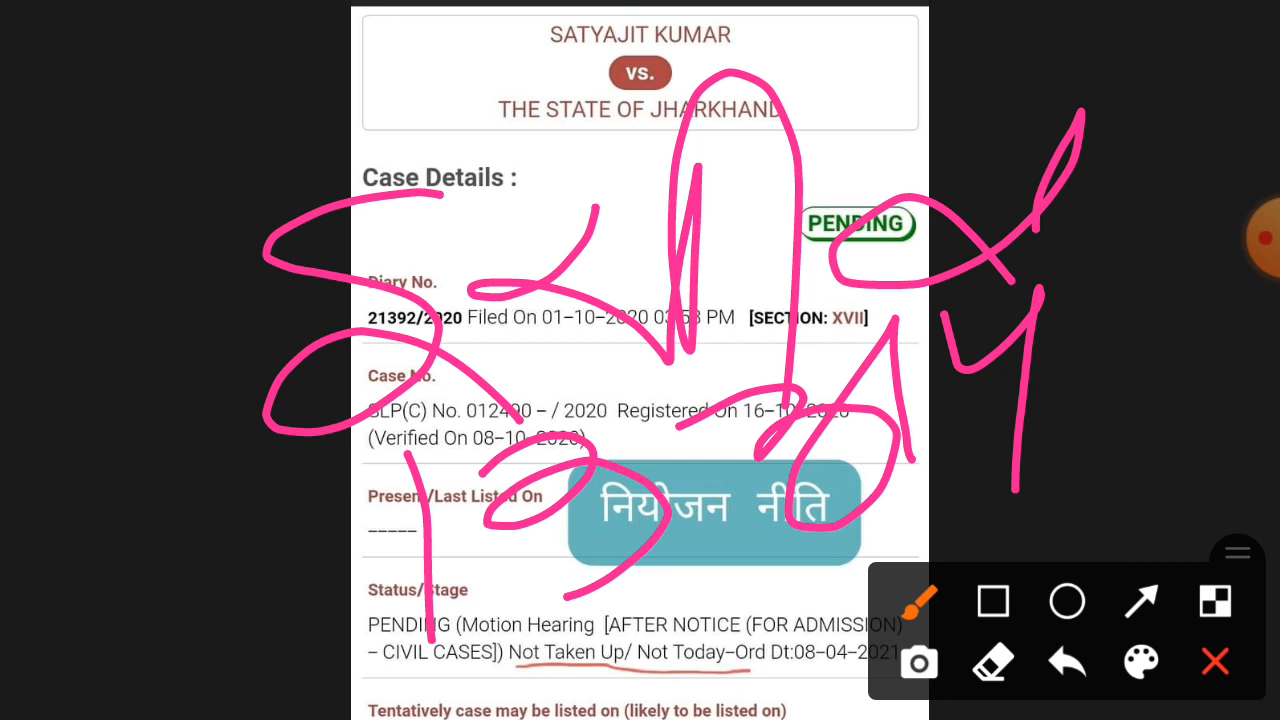 SATYAJIT KUMAR
vs.
THE STATE OF JHARKHAND
Case Details :
PENDING
Diary No.
21392/2020 Filed On 01-10-2020 03:53 PM [SECTION: XVII]
Case No.
SLP(C) No. 012490 - / 2020 Registered On 16-10-2020
(Verified On 08-10-2020)
Present/Last Listed On
-----
नियोजन नीति
Status/Stage
PENDING (Motion Hearing [AFTER NOTICE (FOR ADMISSION)
- CIVIL CASES]) Not Taken Up/ Not Today-Ord Dt:08-04-2021
Tentatively case may be listed on (likely to be listed on)